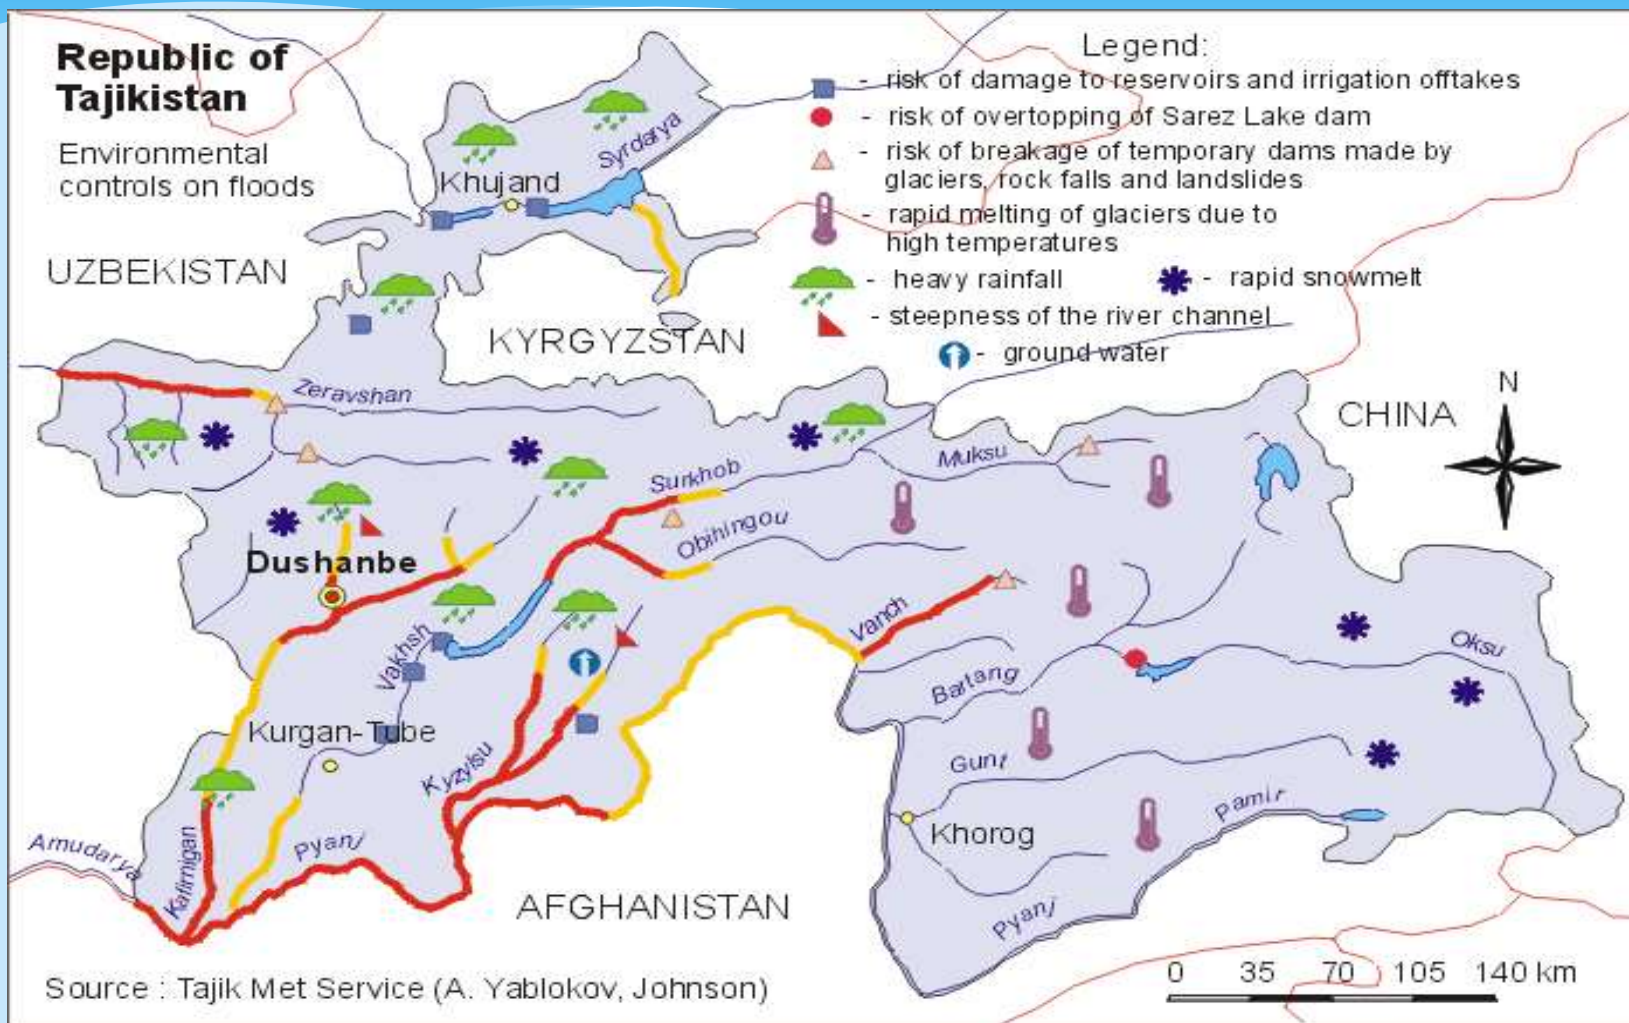 Republic of
Tajikistan
Environmental
controls on floods
Legend:
- risk of damage to reservoirs and irrigation offtakes
- risk of overtopping of Sarez Lake dam
- risk of breakage of temporary dams made by
glaciers, rock falls and landslides
- rapid melting of glaciers due to
high temperatures
- heavy rainfall
- rapid snowmelt
- steepness of the river channel
- ground water
Syrdarya
Khujand
UZBEKISTAN
KYRGYZSTAN
N
CHINA
Zeravshan
Surkhob
Muksu
Obihingou
Dushanbe
Vanch
Vakhsh
Bartang
Oksu
Kurgan-Tube
Kyzylsu
Gunt
Pamir
Khorog
Amudarya
Kafirnigan
Pyanj
AFGHANISTAN
Pyanj
0 35 70 105 140 km
Source : Tajik Met Service (A. Yablokov, Johnson)